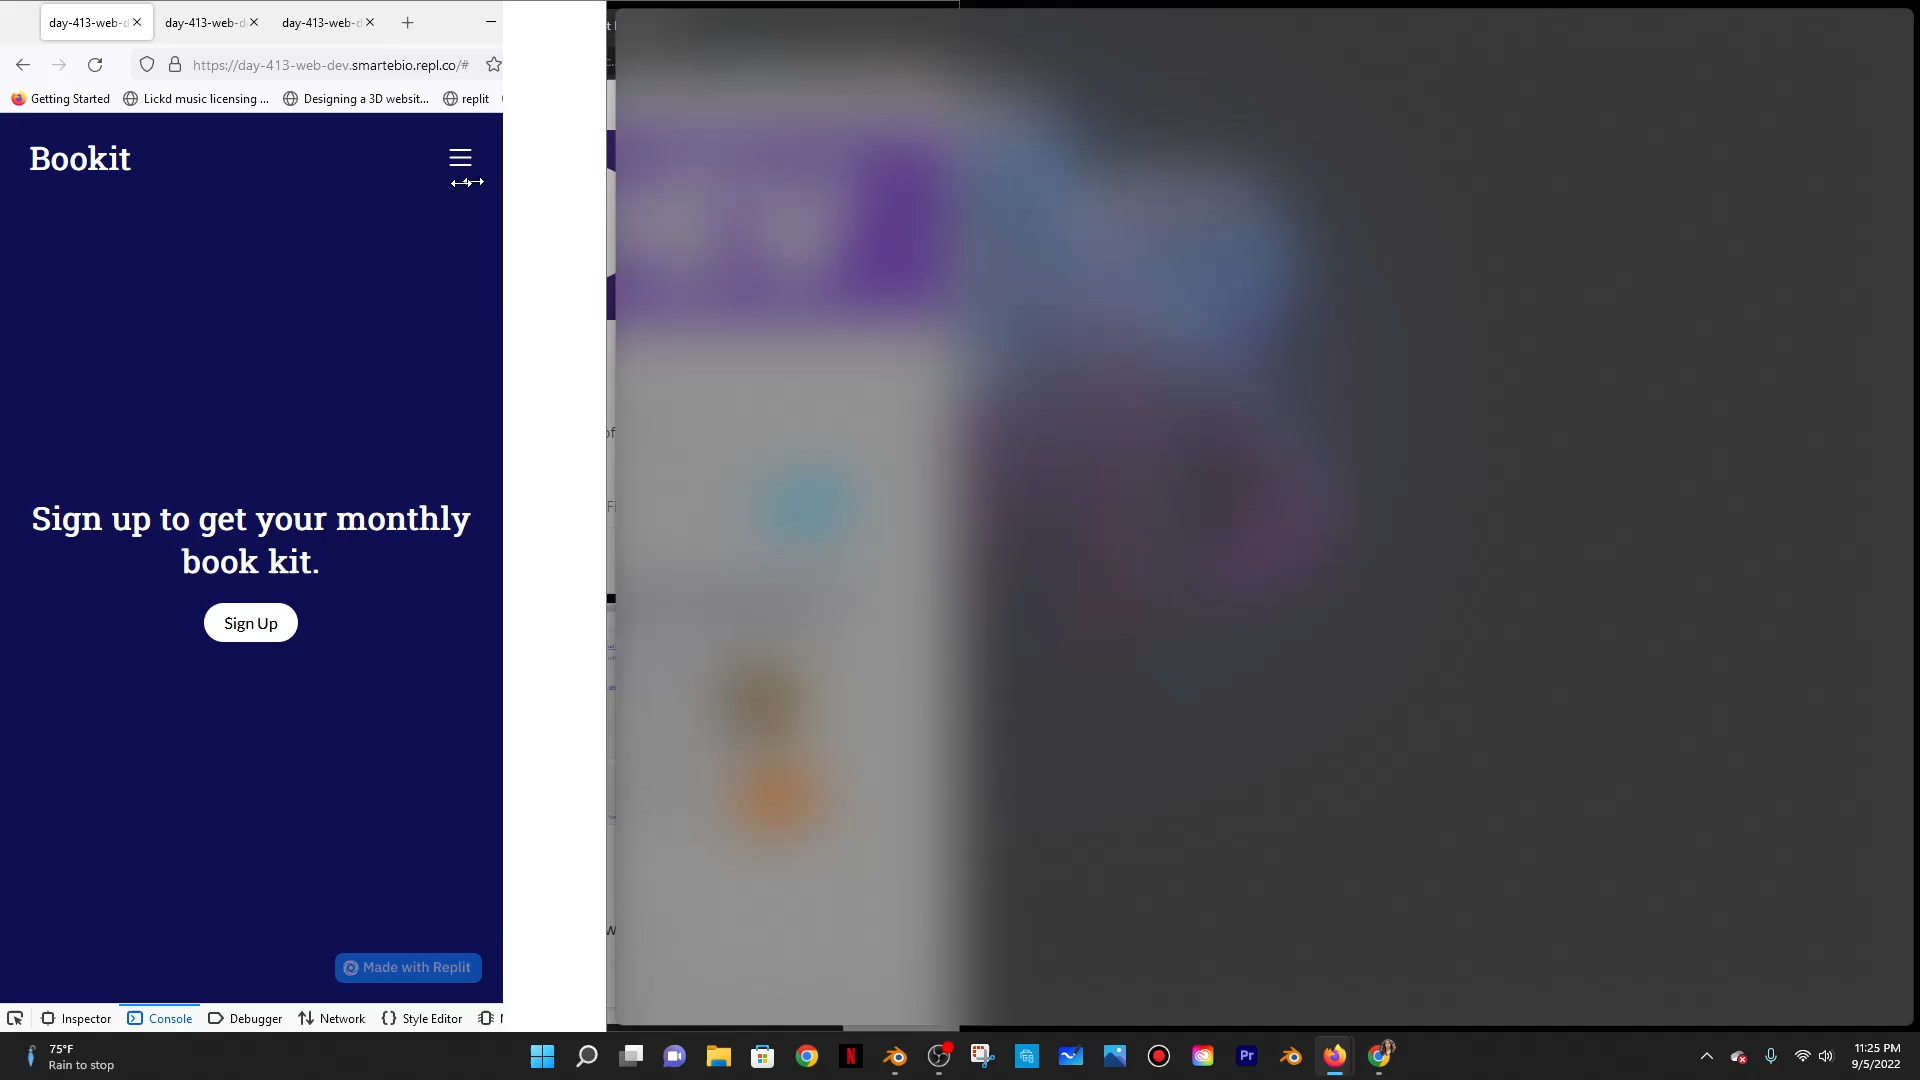 day-413-web-d
day-413-web-d
day-413-web-d
https://day-413-web-dev.smartebio.repl.co/#
Getting Started
Lickd music licensing ...
Designing a 3D websit...
replit
Bookit
Sign up to get your monthly
book kit.
Sign Up
Made with Replit
Inspector
Console
Debugger
Network
Style Editor
75°F
Rain to stop
N
Pr
11:25 PM
9/5/2022